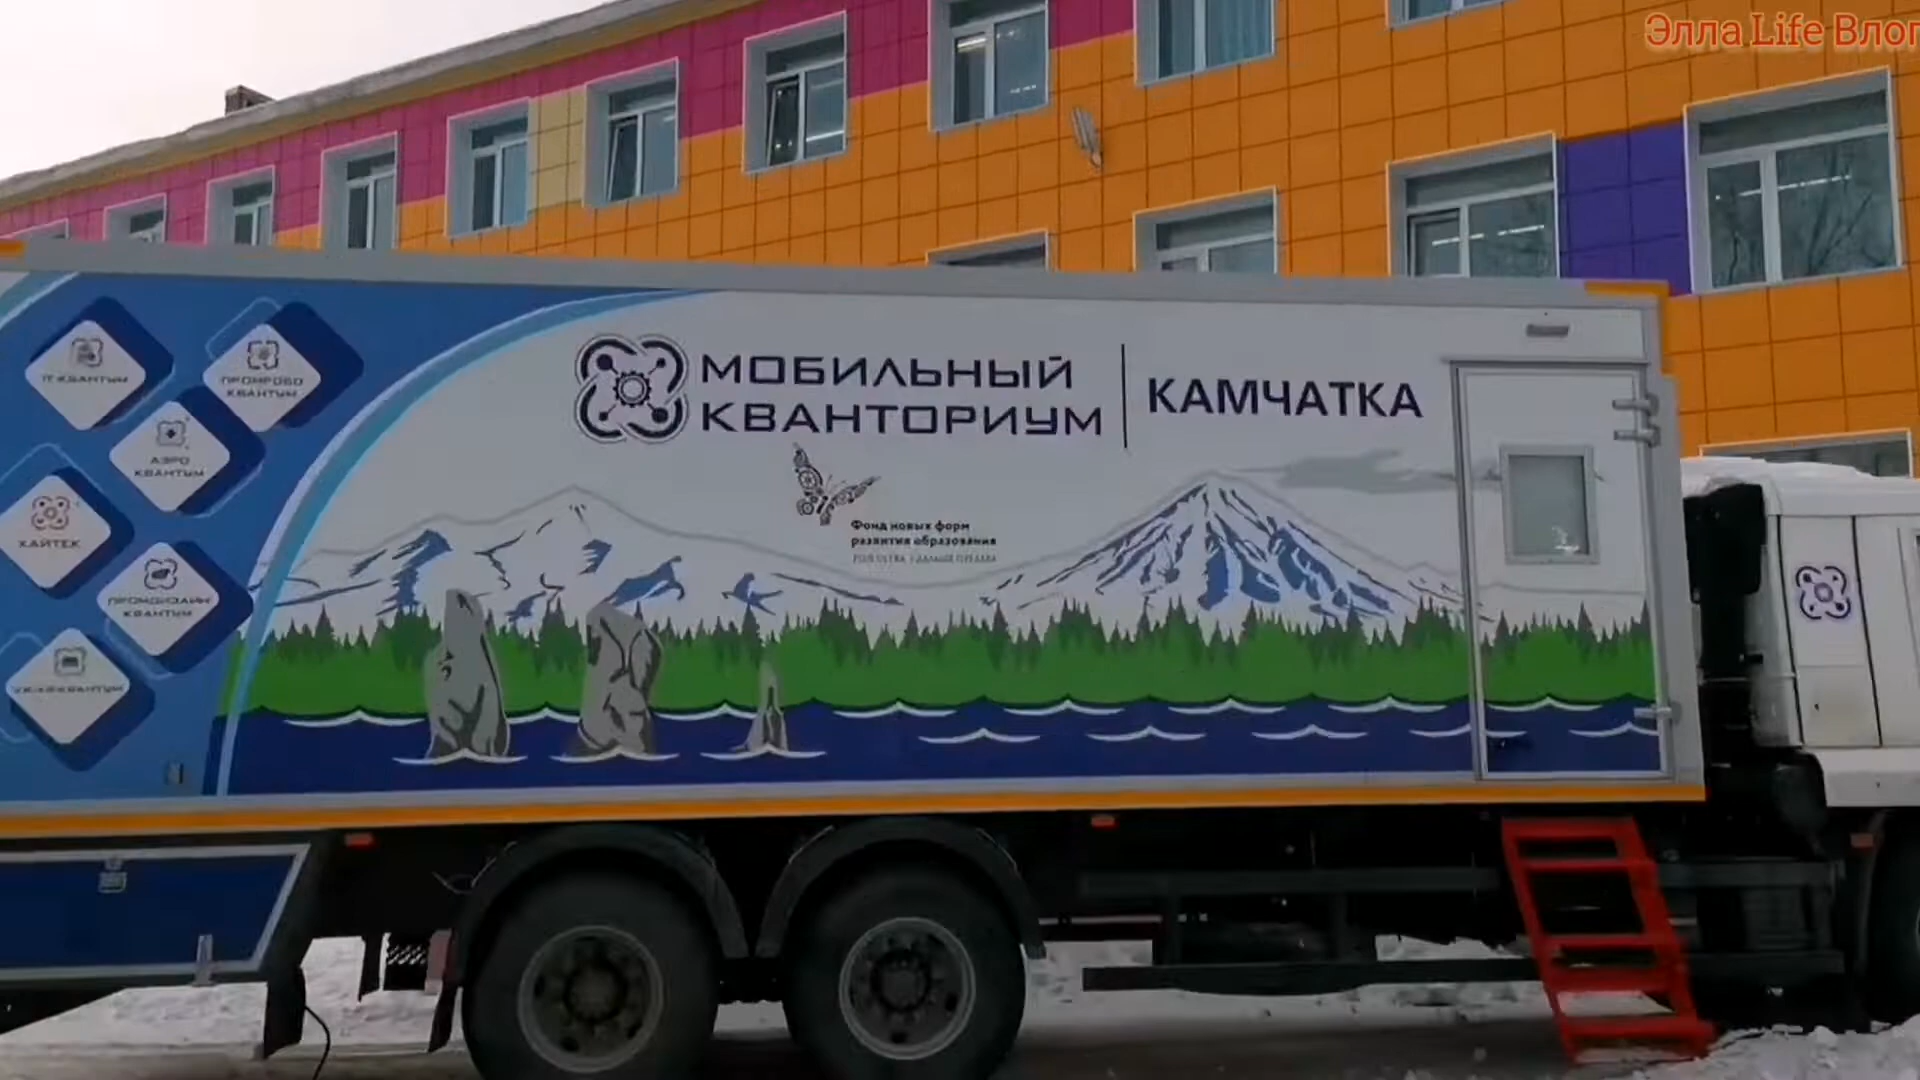 Элла Life Влог
МОБИЛЬНЫЙ
КВАНТОРИУМ
КАМЧАТКА
Фонд новых форм
развития образования
IT-КВАНТУМ
ПРОМРОБО
КВАНТУМ
АЭРО
КВАНТУМ
ХАЙТЕК
ПРОМДИЗАЙН
КВАНТУМ